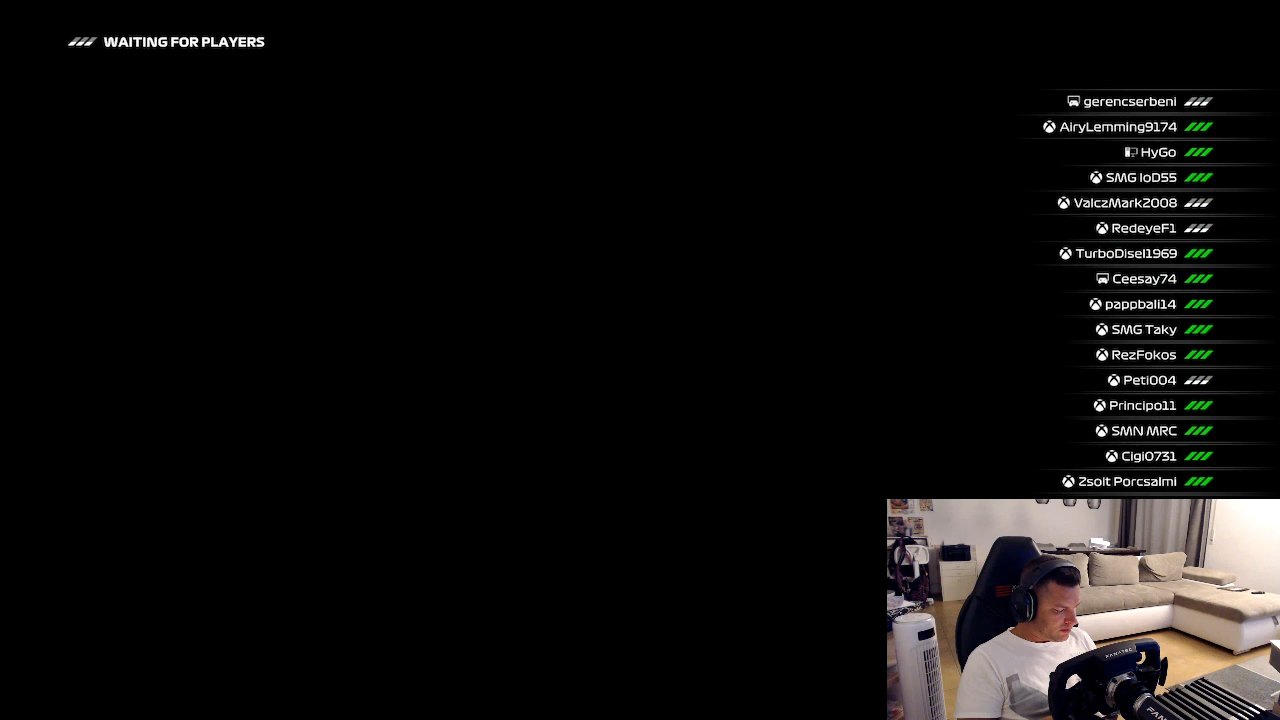 WAITING FOR PLAYERS
gerencserbeni
AiryLemming9174
HyGo
SMG IoD55
ValczMark2008
RedeyeF1
TurboDisel1969
Ceesay74
pappbali14
SMG Taky
RezFokos
Peti004
Principo11
SMN MRC
Cigi0731
Zsolt Porcsalmi
FANATEC